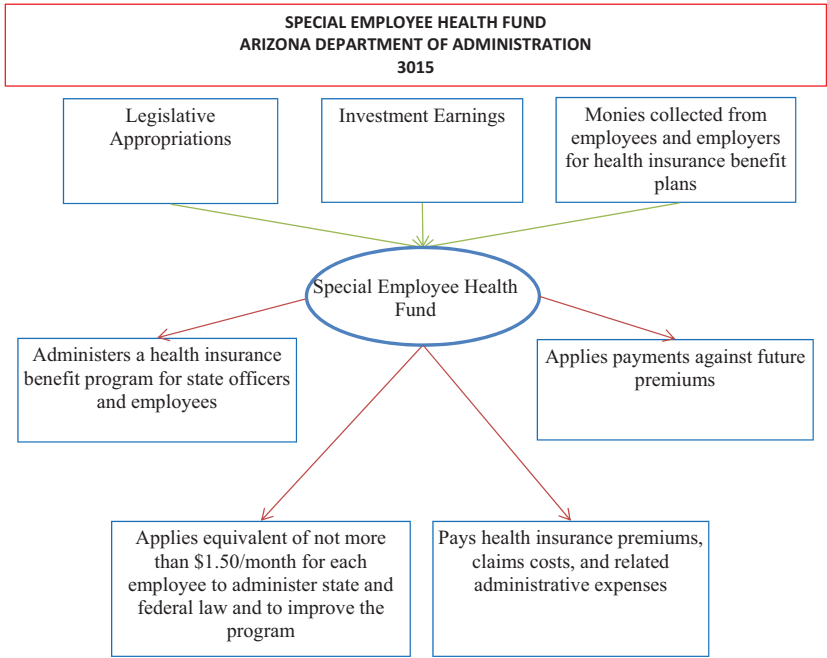 SPECIAL EMPLOYEE HEALTH FUND
ARIZONA DEPARTMENT OF ADMINISTRATION
3015
Legislative
Appropriations
Investment Earnings
Monies collected from
employees and employers
for health insurance benefit
plans
Special Employee Health
Fund
Administers a health insurance
benefit program for state officers
and employees
Applies payments against future
premiums
Applies equivalent of not more
than $1.50/month for each
employee to administer state and
federal law and to improve the
program
Pays health insurance premiums,
claims costs, and related
administrative expenses